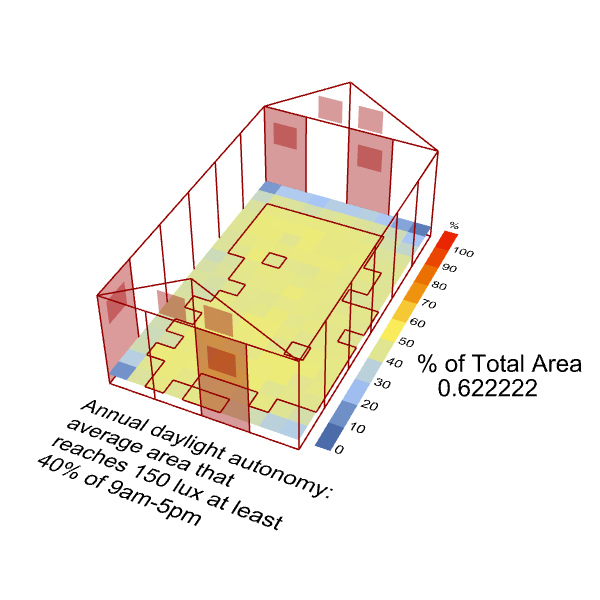 %
100
90
80
70
60
50
40
30
20
10
0
% of Total Area
0.622222
Annual daylight autonomy:
average area that
reaches 150 lux at least
40% of 9am-5pm